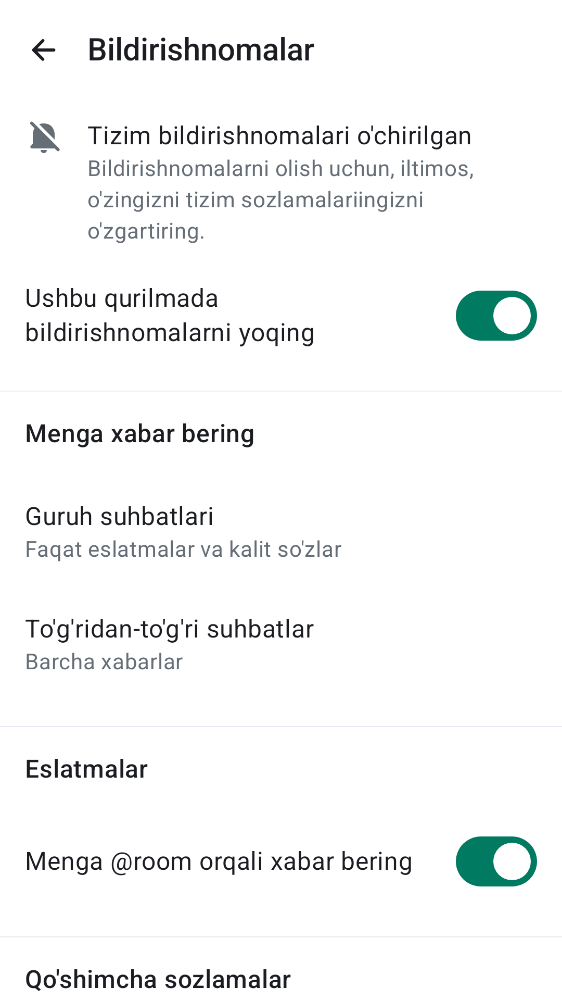 Bildirishnomalar
Tizim bildirishnomalari o'chirilgan
Bildirishnomalarni olish uchun, iltimos,
o'zingizni tizim sozlamalariingizni
o'zgartiring.
Ushbu qurilmada
bildirishnomalarni yoqing
Menga xabar bering
Guruh suhbatlari
Faqat eslatmalar va kalit so'zlar
To'g'ridan-to'g'ri suhbatlar
Barcha xabarlar
Eslatmalar
Menga @room orqali xabar bering
Qo'shimcha sozlamalar